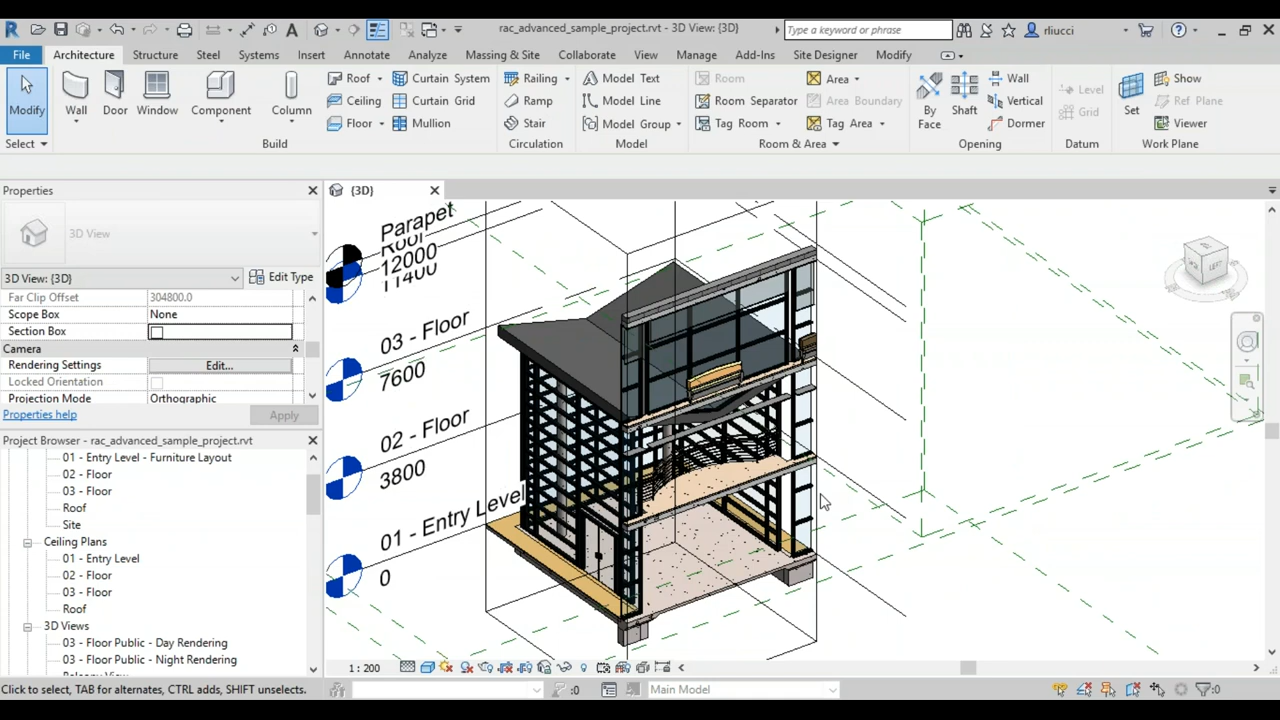 rac_advanced_sample_project.rvt - 3D View: {3D}
Type a keyword or phrase
rliucci
File Architecture Structure Steel Systems Insert Annotate Analyze Massing & Site Collaborate View Manage Add-Ins Site Designer Modify
Modify
Wall
Door
Window
Component
Column
Roof
Ceiling
Floor
Curtain System
Curtain Grid
Mullion
Railing
Ramp
Stair
Model Text
Model Line
Model Group
Room
Room Separator
Tag Room
Area
Area Boundary
Tag Area
By
Face
Shaft
Wall
Vertical
Dormer
Level
Grid
Set
Show
Ref Plane
Viewer
Select
Build
Circulation
Model
Room & Area
Opening
Datum
Work Plane
Properties
3D View
3D View: {3D}
Edit Type
Far Clip Offset 304800.0
Scope Box None
Section Box
Camera
Rendering Settings Edit...
Locked Orientation
Projection Mode Orthographic
Properties help
Apply
Project Browser - rac_advanced_sample_project.rvt
01 - Entry Level - Furniture Layout
02 - Floor
03 - Floor
Roof
Site
Ceiling Plans
01 - Entry Level
02 - Floor
03 - Floor
Roof
3D Views
03 - Floor Public - Day Rendering
03 - Floor Public - Night Rendering
{3D}
Parapet
Roof
12000
11400
03 - Floor
7600
02 - Floor
3800
01 - Entry Level
0
1 : 200
Click to select, TAB for alternates, CTRL adds, SHIFT unselects.
:0
Main Model
:0